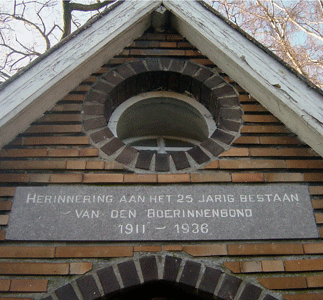 HERINNERING AAN HET 25 JARIG BESTAAN
VAN DEN BOERINNENBOND
1911 - 1936